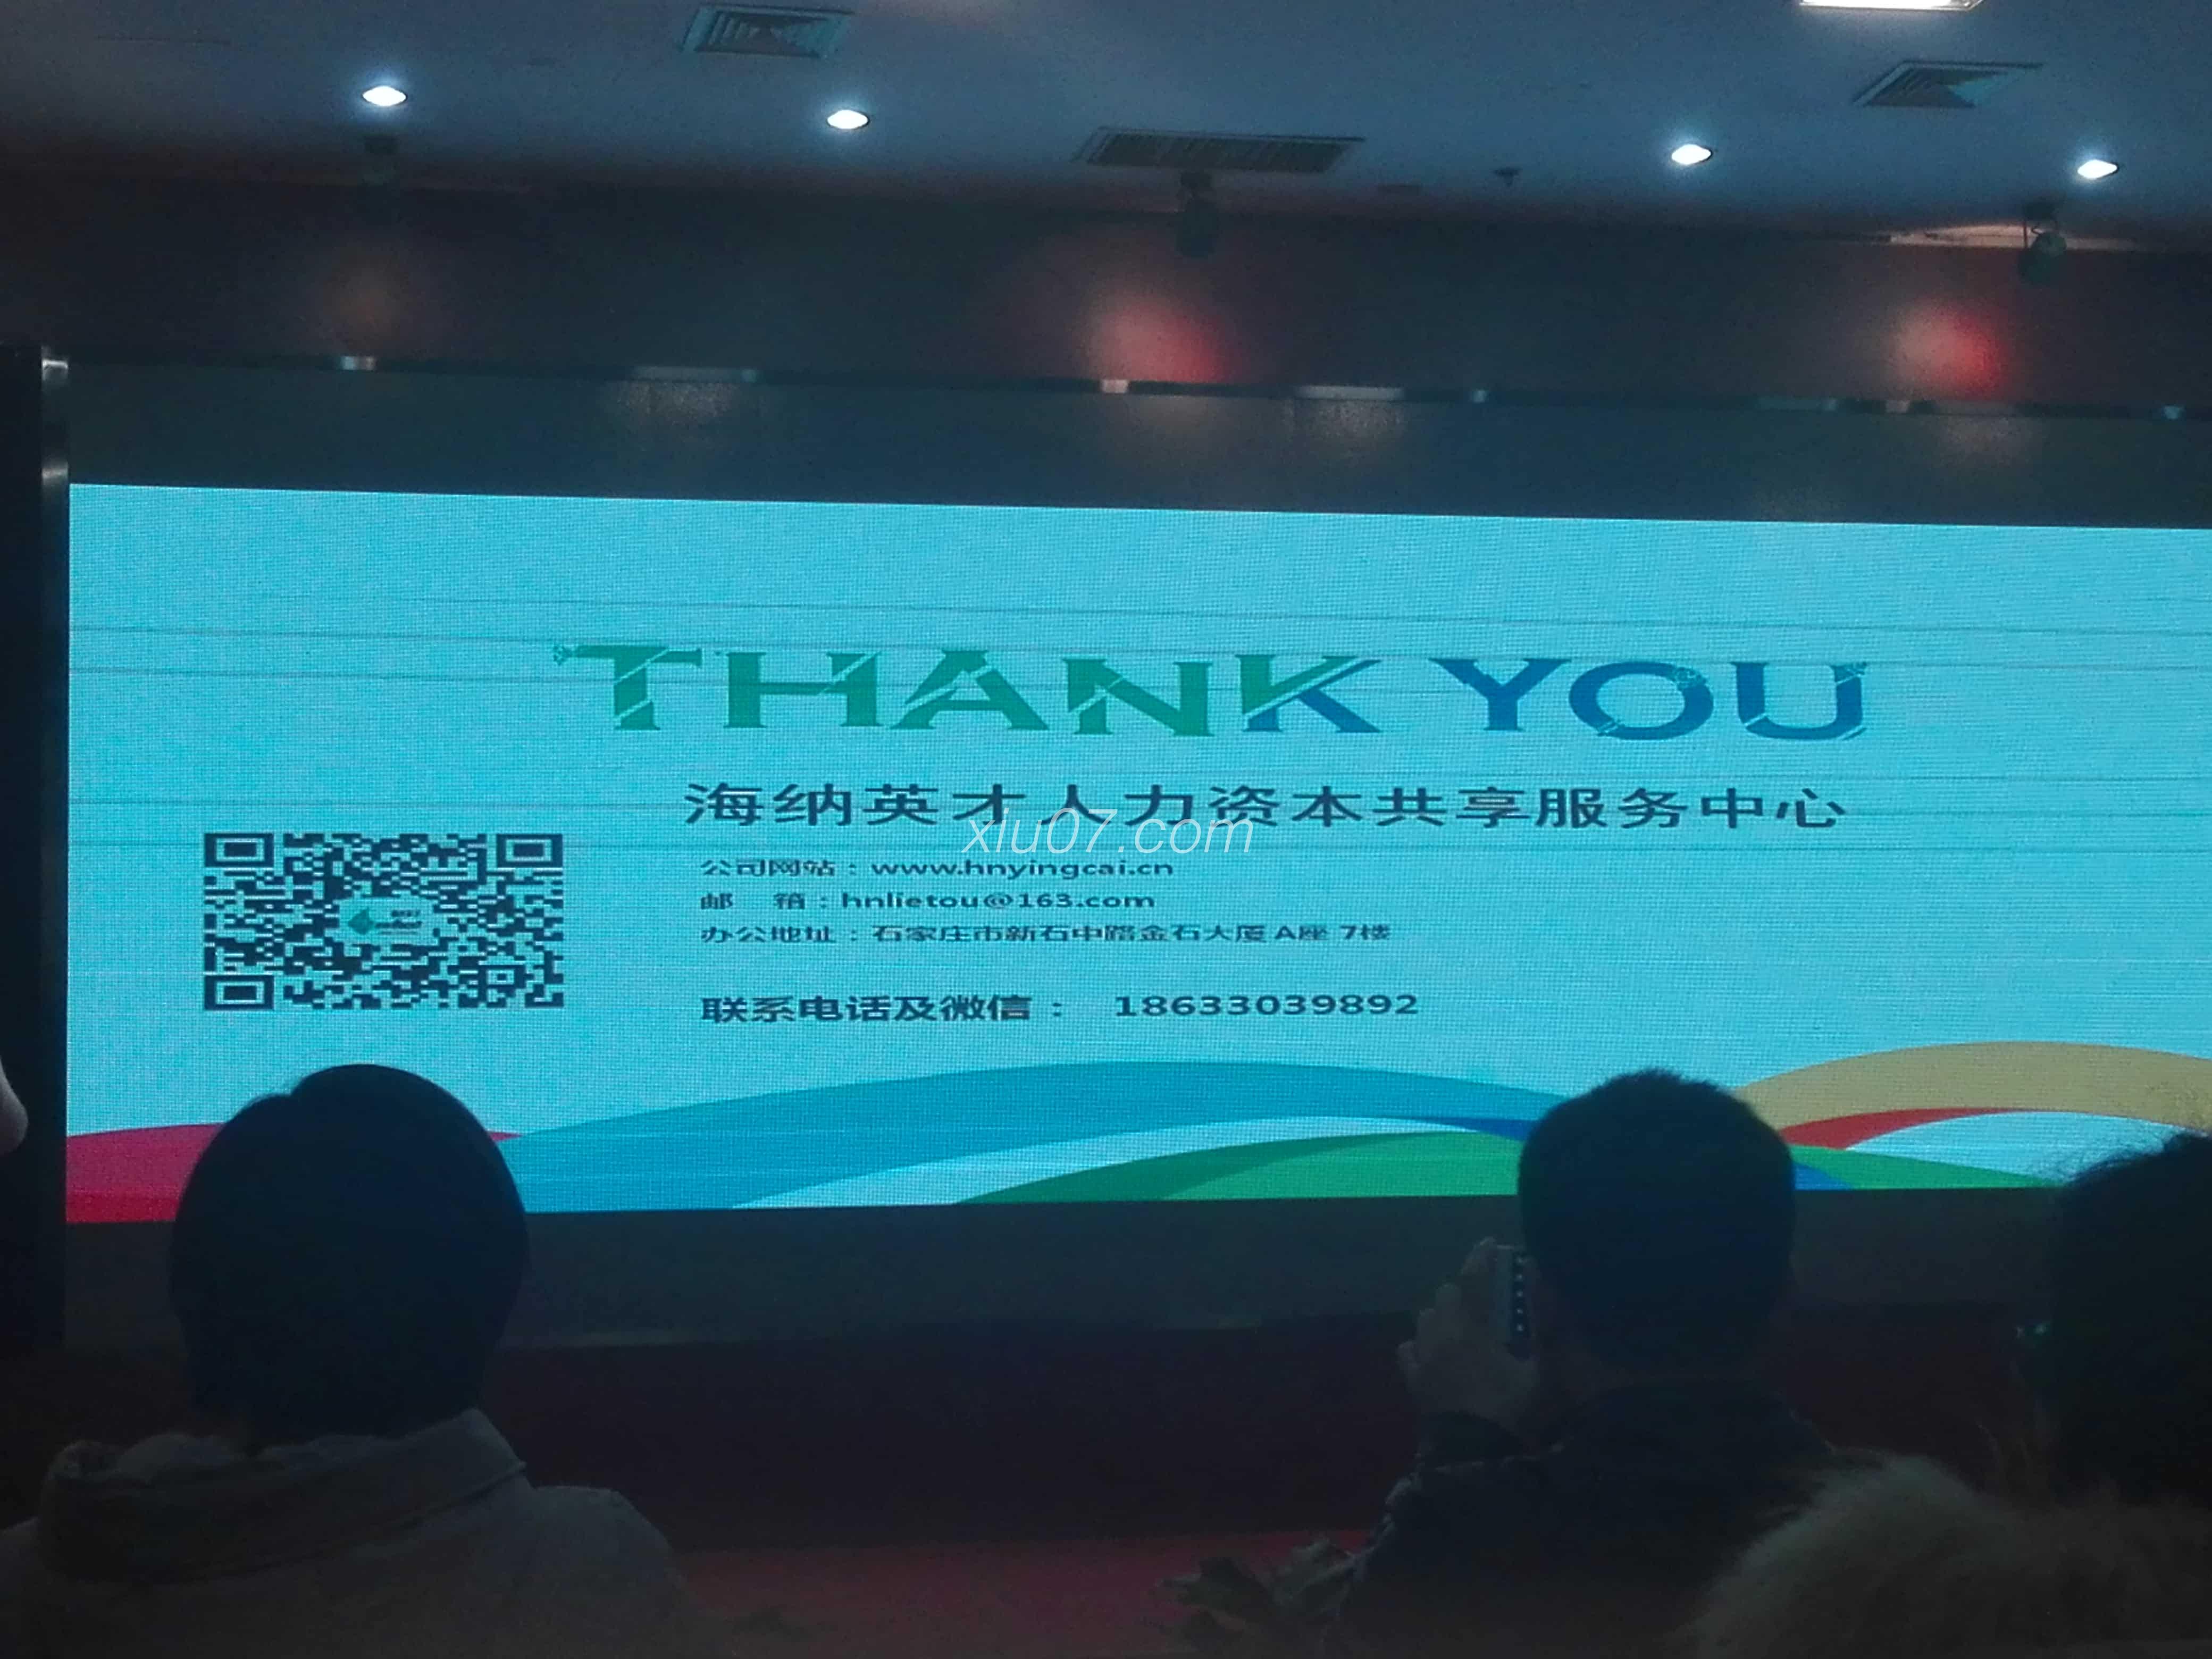 THANK YOU
海纳英才人力资本共享服务中心
xiu07.com
公司网站：www.hnyingcai.cn
邮 箱：hnlietou@163.com
办公地址：石家庄市新石中路金石大厦 A座 7楼
联系电话及微信： 18633039892